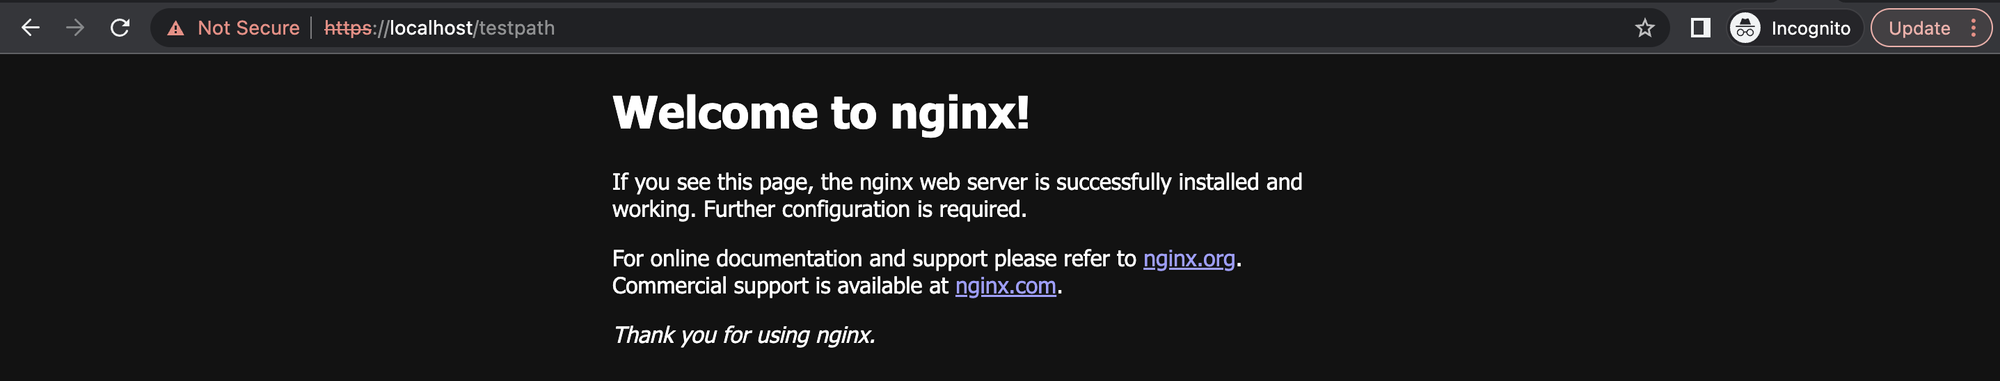 Not Secure | https://localhost/testpath
Incognito
Update
Welcome to nginx!
If you see this page, the nginx web server is successfully installed and
working. Further configuration is required.
For online documentation and support please refer to nginx.org.
Commercial support is available at nginx.com.
Thank you for using nginx.